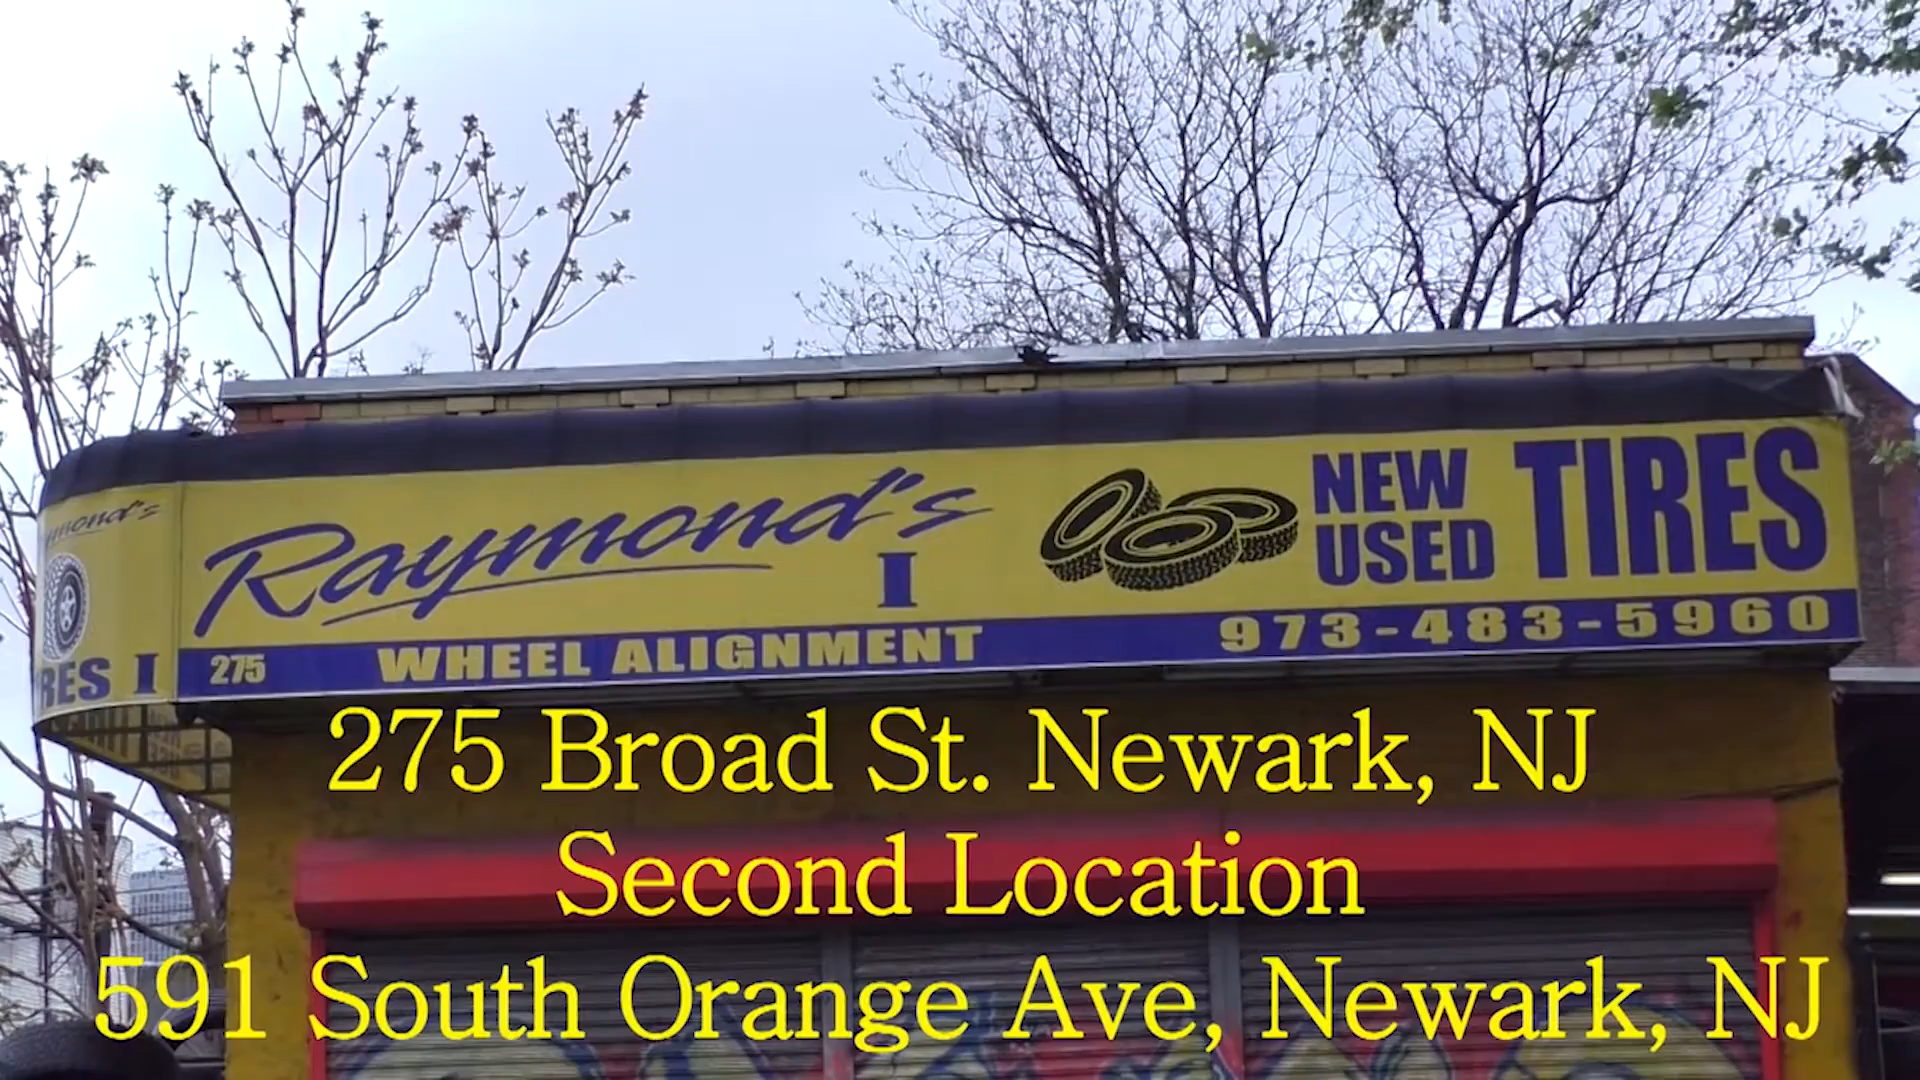 Raymond's
I
NEW
USED
TIRES
275 WHEEL ALIGNMENT 973-483-5960
I
275 Broad St. Newark, NJ
Second Location
591 South Orange Ave, Newark, NJ